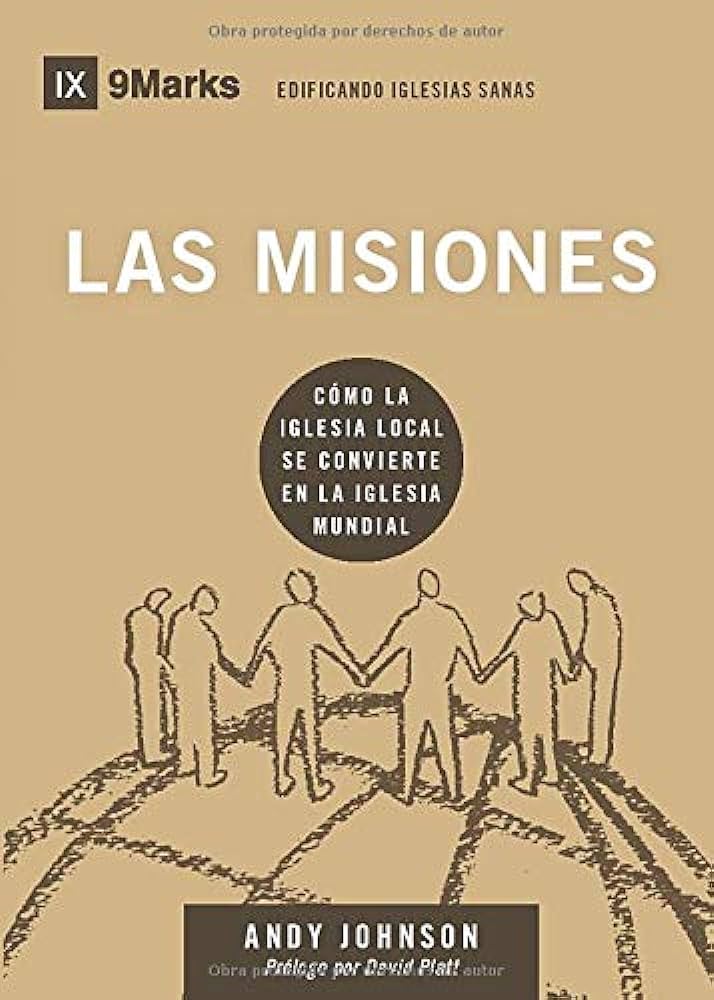 Obra protegida por derechos de autor
IX 9Marks EDIFICANDO IGLESIAS SANAS
LAS MISIONES
CÓMO LA
IGLESIA LOCAL
SE CONVIERTE
EN LA IGLESIA
MUNDIAL
ANDY JOHNSON
Prólogo por David Platt
Obra protegida por derechos de autor